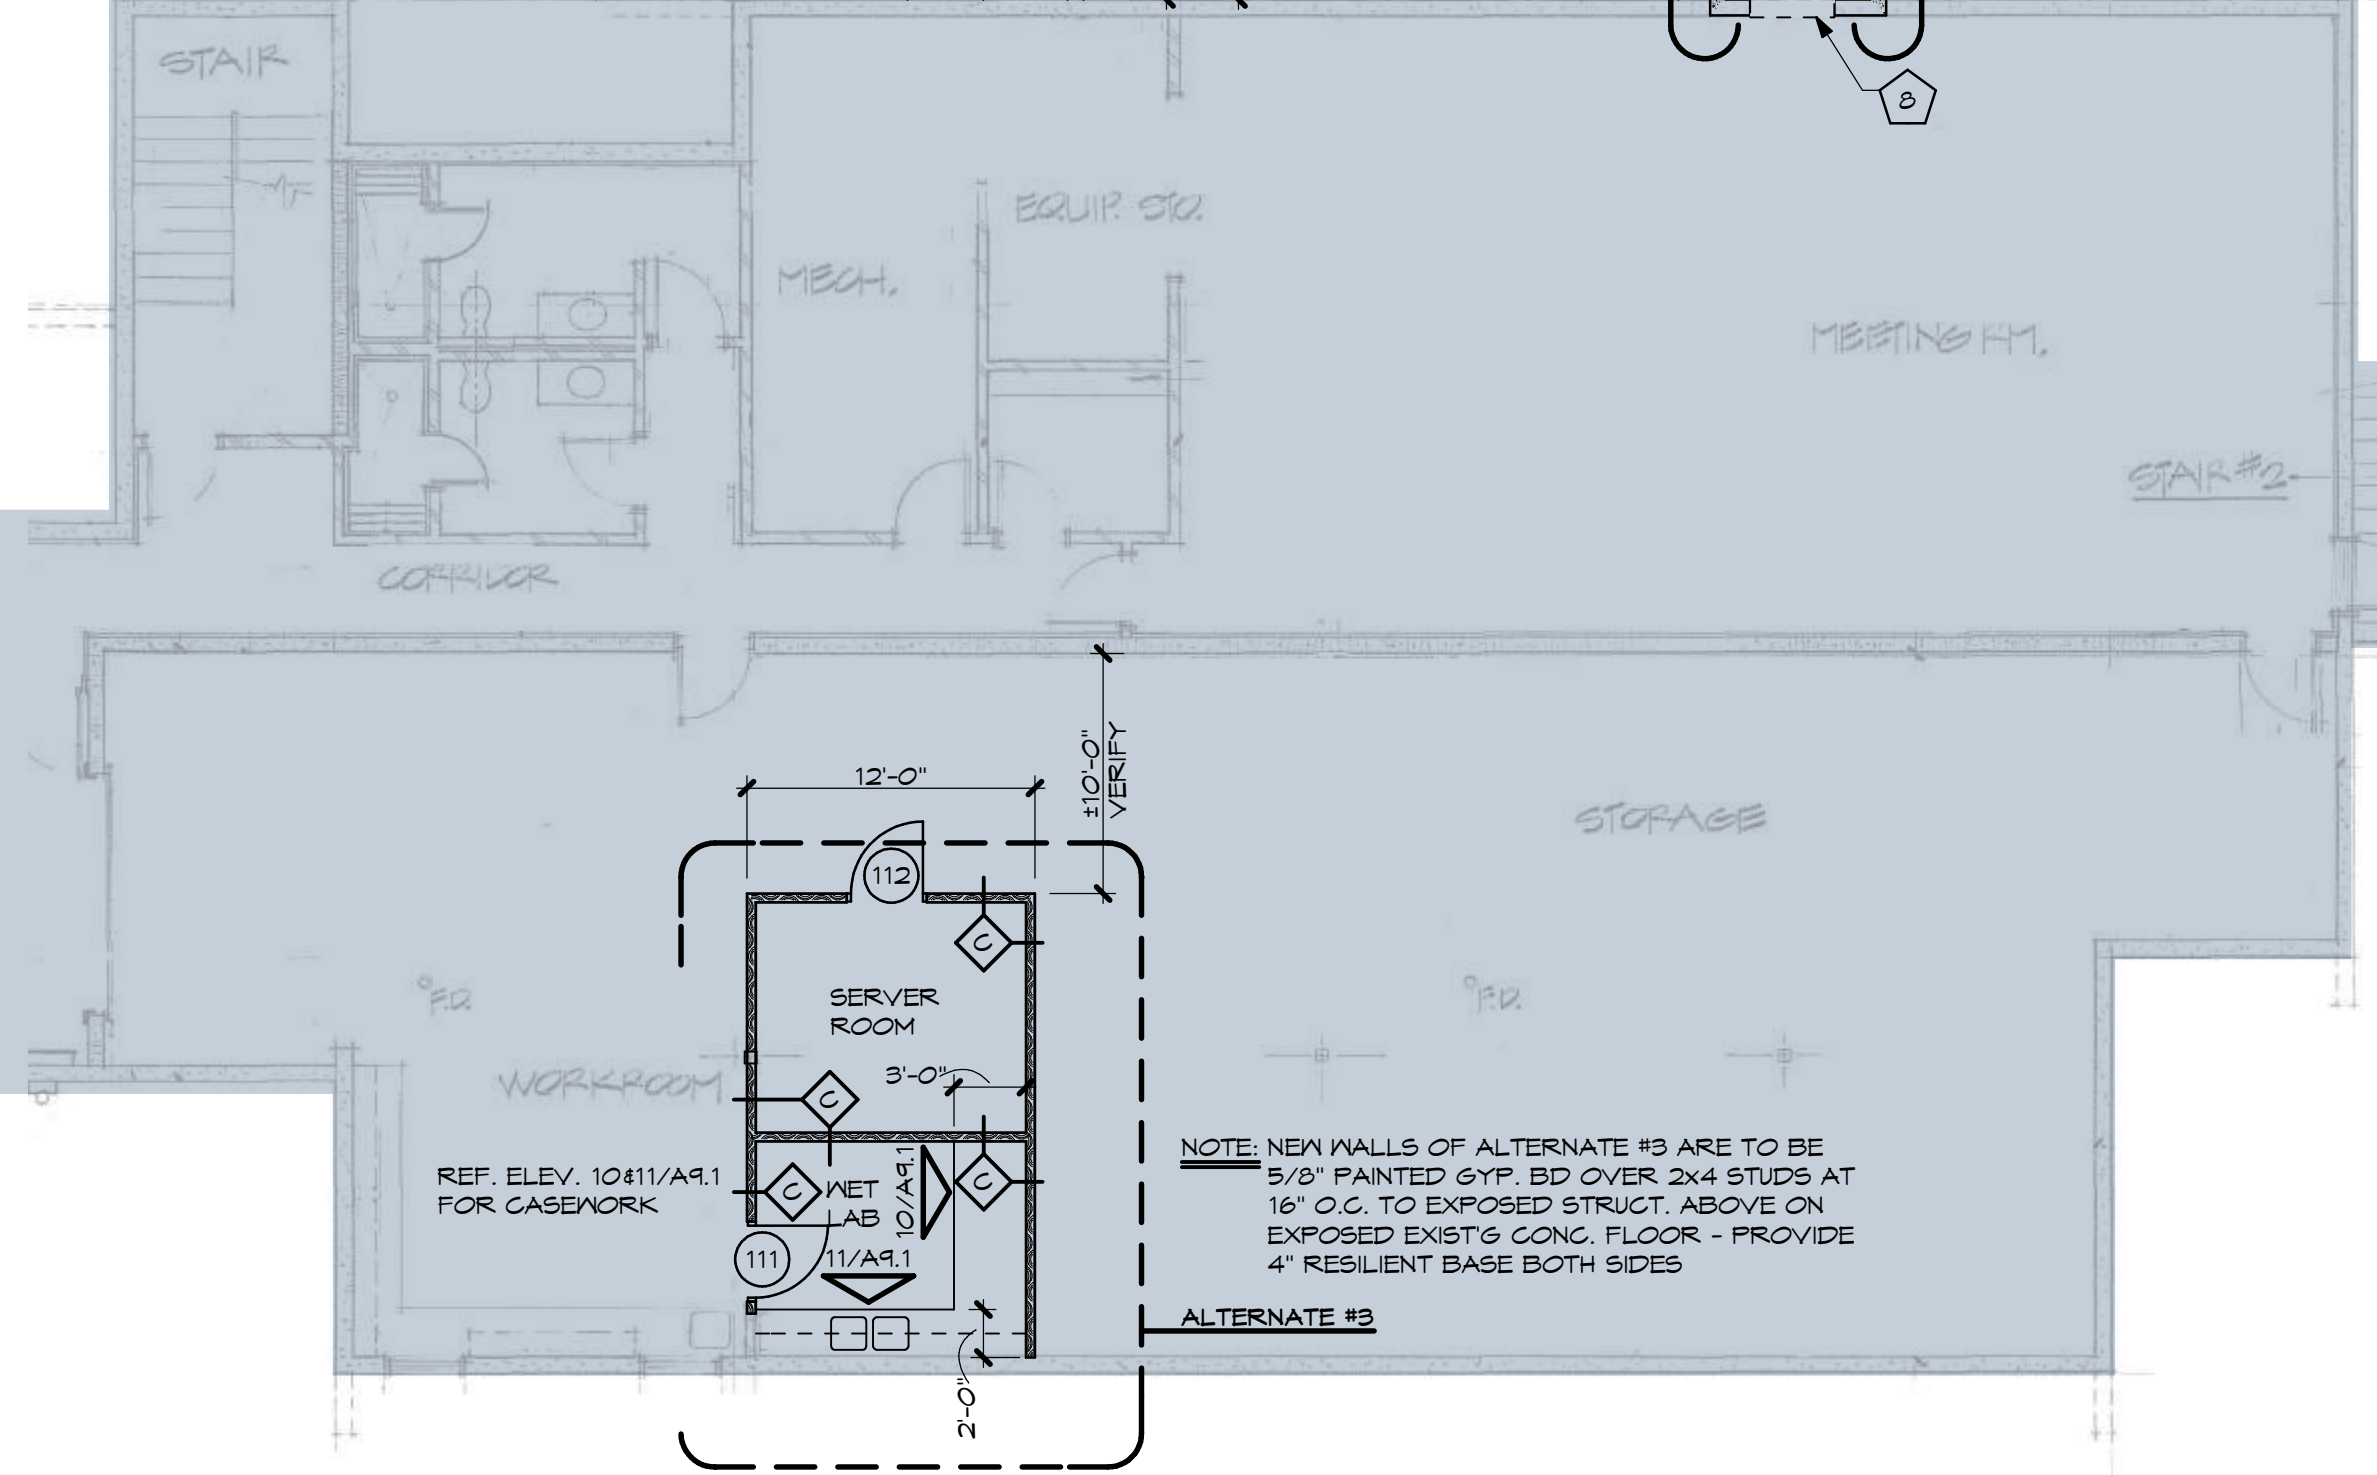 STAIR
8
EQUIP. STO.
MECH.
MEETING RM.
STAIR #2
CORRIDOR
12'-0"
±10'-0"
VERIFY
STORAGE
112
C
F.D.
F.D.
SERVER
ROOM
3'-0"
WORKROOM
C
REF. ELEV. 10&11/A9.1
FOR CASEWORK
C
WET
LAB
10/A9.1
C
111
11/A9.1
2'-0"
NOTE: NEW WALLS OF ALTERNATE #3 ARE TO BE
5/8" PAINTED GYP. BD OVER 2x4 STUDS AT
16" O.C. TO EXPOSED STRUCT. ABOVE ON
EXPOSED EXIST'G CONC. FLOOR - PROVIDE
4" RESILIENT BASE BOTH SIDES
ALTERNATE #3